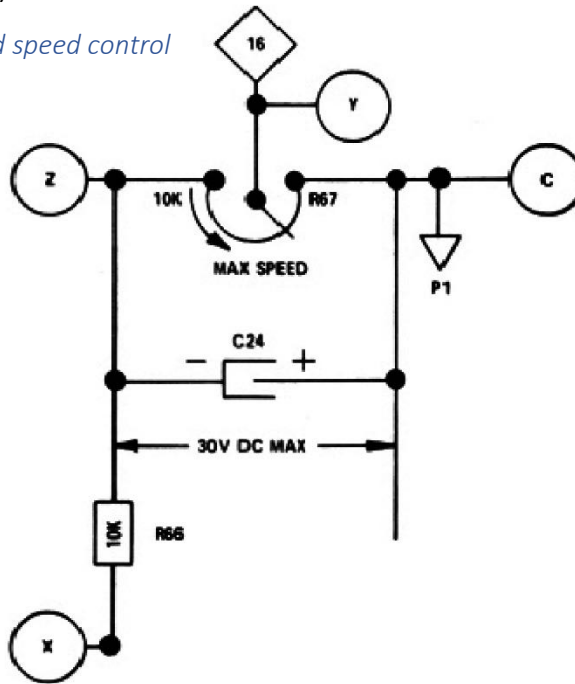 d speed control
16
Y
Z
10K
R67
C
MAX SPEED
P1
C24
− +
30V DC MAX
10K
R66
X